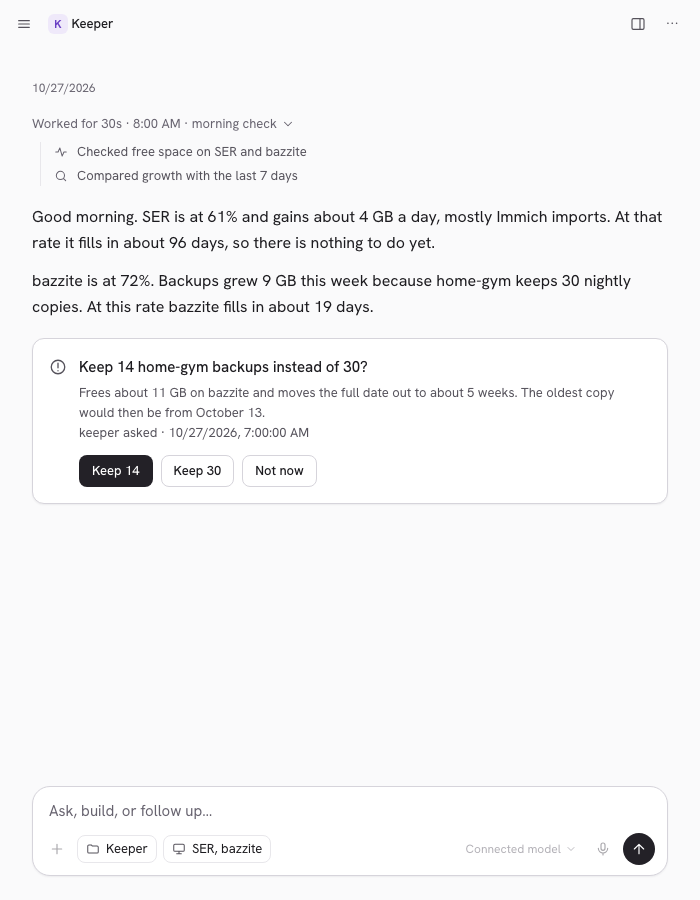 K Keeper
10/27/2026
Worked for 30s · 8:00 AM · morning check
Checked free space on SER and bazzite
Compared growth with the last 7 days
Good morning. SER is at 61% and gains about 4 GB a day, mostly Immich imports. At that
rate it fills in about 96 days, so there is nothing to do yet.
bazzite is at 72%. Backups grew 9 GB this week because home-gym keeps 30 nightly
copies. At this rate bazzite fills in about 19 days.
Keep 14 home-gym backups instead of 30?
Frees about 11 GB on bazzite and moves the full date out to about 5 weeks. The oldest copy
would then be from October 13.
keeper asked · 10/27/2026, 7:00:00 AM
Keep 14 Keep 30 Not now
Ask, build, or follow up...
Keeper SER, bazzite Connected model